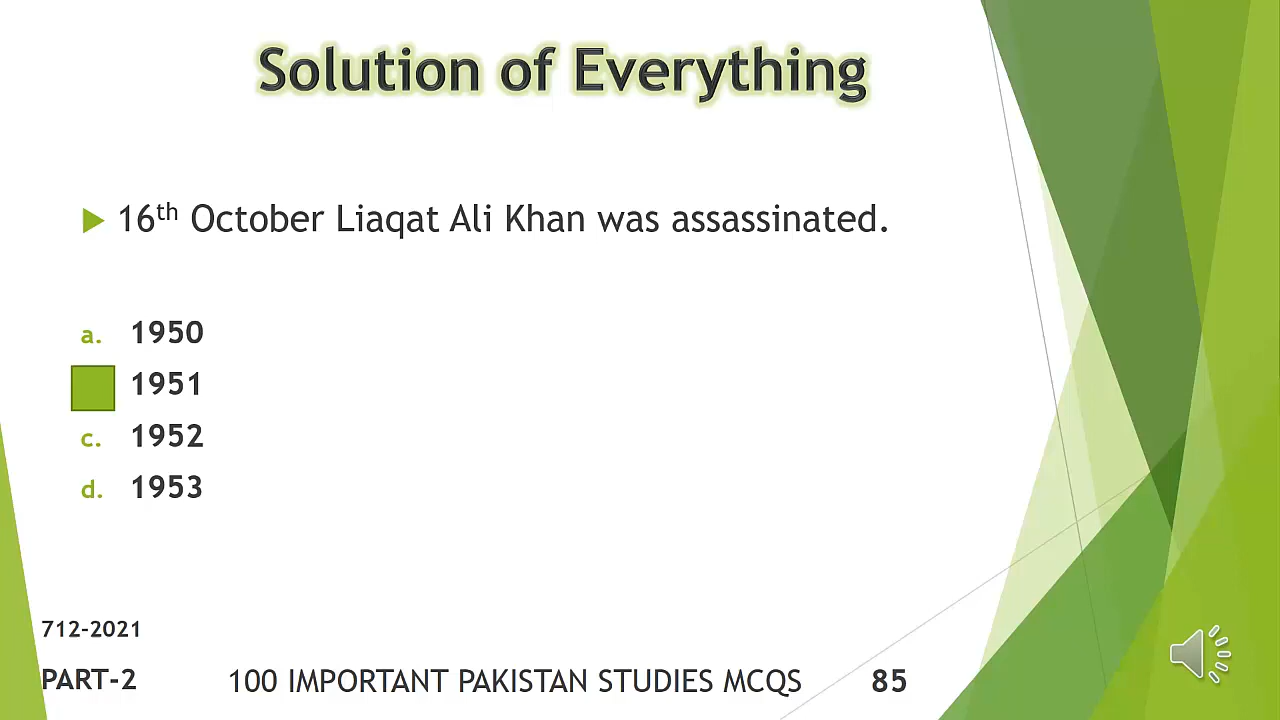 Solution of Everything
16th October Liaqat Ali Khan was assassinated.
a. 1950
1951
c. 1952
d. 1953
712-2021
PART-2 100 IMPORTANT PAKISTAN STUDIES MCQS 85